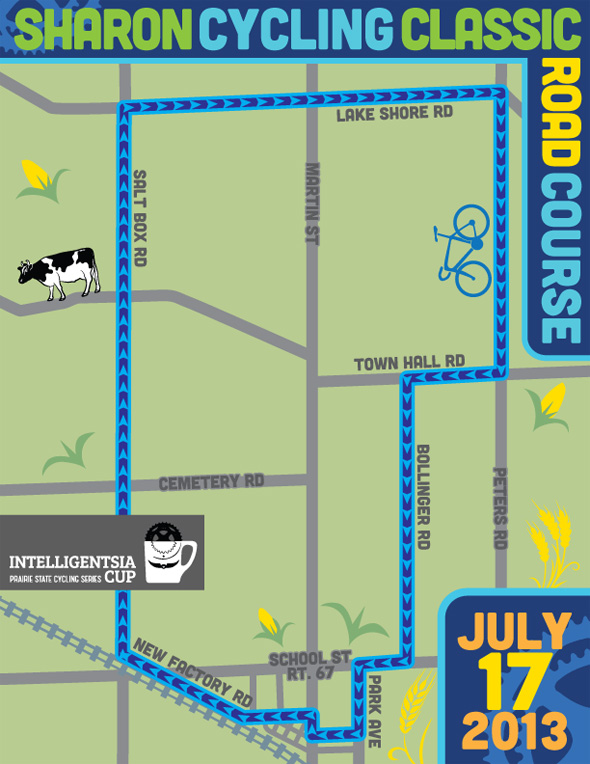 SHARON CYCLING CLASSIC
ROAD COURSE
LAKE SHORE RD
SALT BOX RD
MARTIN ST
TOWN HALL RD
BOLLINGER RD
PETERS RD
CEMETERY RD
INTELLIGENTSIA
PRAIRIE STATE CYCLING SERIES CUP
NEW FACTORY RD
SCHOOL ST
RT. 67
PARK AVE
JULY
17
2013